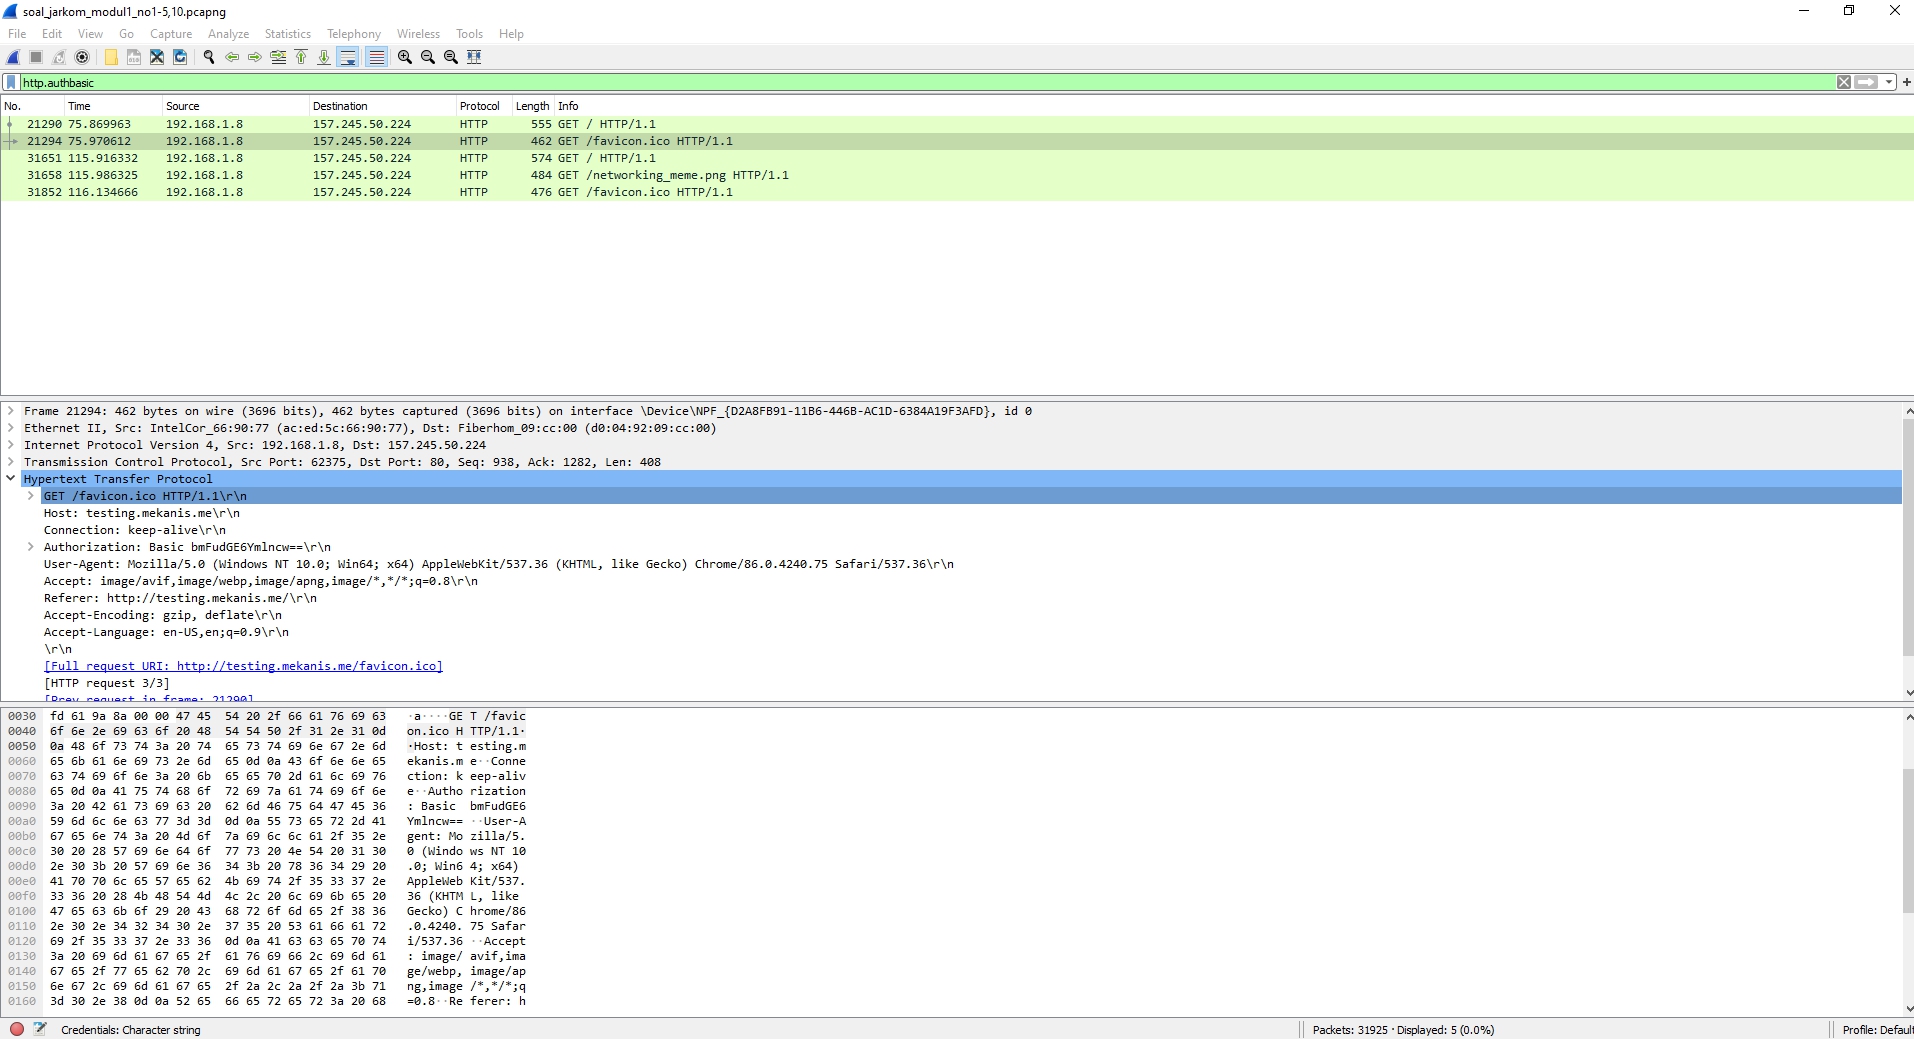 soal_jarkom_modul1_no1-5,10.pcapng
File Edit View Go Capture Analyze Statistics Telephony Wireless Tools Help
http.authbasic
No. Time Source Destination Protocol Length Info
21290 75.869963 192.168.1.8 157.245.50.224 HTTP 555 GET / HTTP/1.1
21294 75.970612 192.168.1.8 157.245.50.224 HTTP 462 GET /favicon.ico HTTP/1.1
31651 115.916332 192.168.1.8 157.245.50.224 HTTP 574 GET / HTTP/1.1
31658 115.986325 192.168.1.8 157.245.50.224 HTTP 484 GET /networking_meme.png HTTP/1.1
31852 116.134666 192.168.1.8 157.245.50.224 HTTP 476 GET /favicon.ico HTTP/1.1
Frame 21294: 462 bytes on wire (3696 bits), 462 bytes captured (3696 bits) on interface \Device\NPF_{D2A8FB91-11B6-446B-AC1D-6384A19F3AFD}, id 0
Ethernet II, Src: IntelCor_66:90:77 (ac:ed:5c:66:90:77), Dst: Fiberhom_09:cc:00 (d0:04:92:09:cc:00)
Internet Protocol Version 4, Src: 192.168.1.8, Dst: 157.245.50.224
Transmission Control Protocol, Src Port: 62375, Dst Port: 80, Seq: 938, Ack: 1282, Len: 408
Hypertext Transfer Protocol
GET /favicon.ico HTTP/1.1\r\n
Host: testing.mekanis.me\r\n
Connection: keep-alive\r\n
Authorization: Basic bmFudGE6Ymlncw==\r\n
User-Agent: Mozilla/5.0 (Windows NT 10.0; Win64; x64) AppleWebKit/537.36 (KHTML, like Gecko) Chrome/86.0.4240.75 Safari/537.36\r\n
Accept: image/avif,image/webp,image/apng,image/*,*/*;q=0.8\r\n
Referer: http://testing.mekanis.me/\r\n
Accept-Encoding: gzip, deflate\r\n
Accept-Language: en-US,en;q=0.9\r\n
\r\n
[Full request URI: http://testing.mekanis.me/favicon.ico]
[HTTP request 3/3]
[Prev request in frame: 21290]
0030 fd 61 9a 8a 00 00 47 45 54 20 2f 66 61 76 69 63 ·a····GE T /favic
0040 6f 6e 2e 69 63 6f 20 48 54 54 50 2f 31 2e 31 0d on.ico H TTP/1.1·
0050 0a 48 6f 73 74 3a 20 74 65 73 74 69 6e 67 2e 6d ·Host: t esting.m
0060 65 6b 61 6e 69 73 2e 6d 65 0d 0a 43 6f 6e 6e 65 ekanis.m e··Conne
0070 63 74 69 6f 6e 3a 20 6b 65 65 70 2d 61 6c 69 76 ction: k eep-aliv
0080 65 0d 0a 41 75 74 68 6f 72 69 7a 61 74 69 6f 6e e··Autho rization
0090 3a 20 42 61 73 69 63 20 62 6d 46 75 64 47 45 36 : Basic bmFudGE6
00a0 59 6d 6c 6e 63 77 3d 3d 0d 0a 55 73 65 72 2d 41 Ymlncw== ··User-A
00b0 67 65 6e 74 3a 20 4d 6f 7a 69 6c 6c 61 2f 35 2e gent: Mo zilla/5.
00c0 30 20 28 57 69 6e 64 6f 77 73 20 4e 54 20 31 30 0 (Windo ws NT 10
00d0 2e 30 3b 20 57 69 6e 36 34 3b 20 78 36 34 29 20 .0; Win6 4; x64)
00e0 41 70 70 6c 65 57 65 62 4b 69 74 2f 35 33 37 2e AppleWeb Kit/537.
00f0 33 36 20 28 4b 48 54 4d 4c 2c 20 6c 69 6b 65 20 36 (KHTM L, like
0100 47 65 63 6b 6f 29 20 43 68 72 6f 6d 65 2f 38 36 Gecko) C hrome/86
0110 2e 30 2e 34 32 34 30 2e 37 35 20 53 61 66 61 72 .0.4240. 75 Safar
0120 69 2f 35 33 37 2e 33 36 0d 0a 41 63 63 65 70 74 i/537.36 ··Accept
0130 3a 20 69 6d 61 67 65 2f 61 76 69 66 2c 69 6d 61 : image/ avif,ima
0140 67 65 2f 77 65 62 70 2c 69 6d 61 67 65 2f 61 70 ge/webp, image/ap
0150 6e 67 2c 69 6d 61 67 65 2f 2a 2c 2a 2f 2a 3b 71 ng,image /*,*/*;q
0160 3d 30 2e 38 0d 0a 52 65 66 65 72 65 72 3a 20 68 =0.8··Re ferer: h
Credentials: Character string
Packets: 31925 · Displayed: 5 (0.0%)
Profile: Default